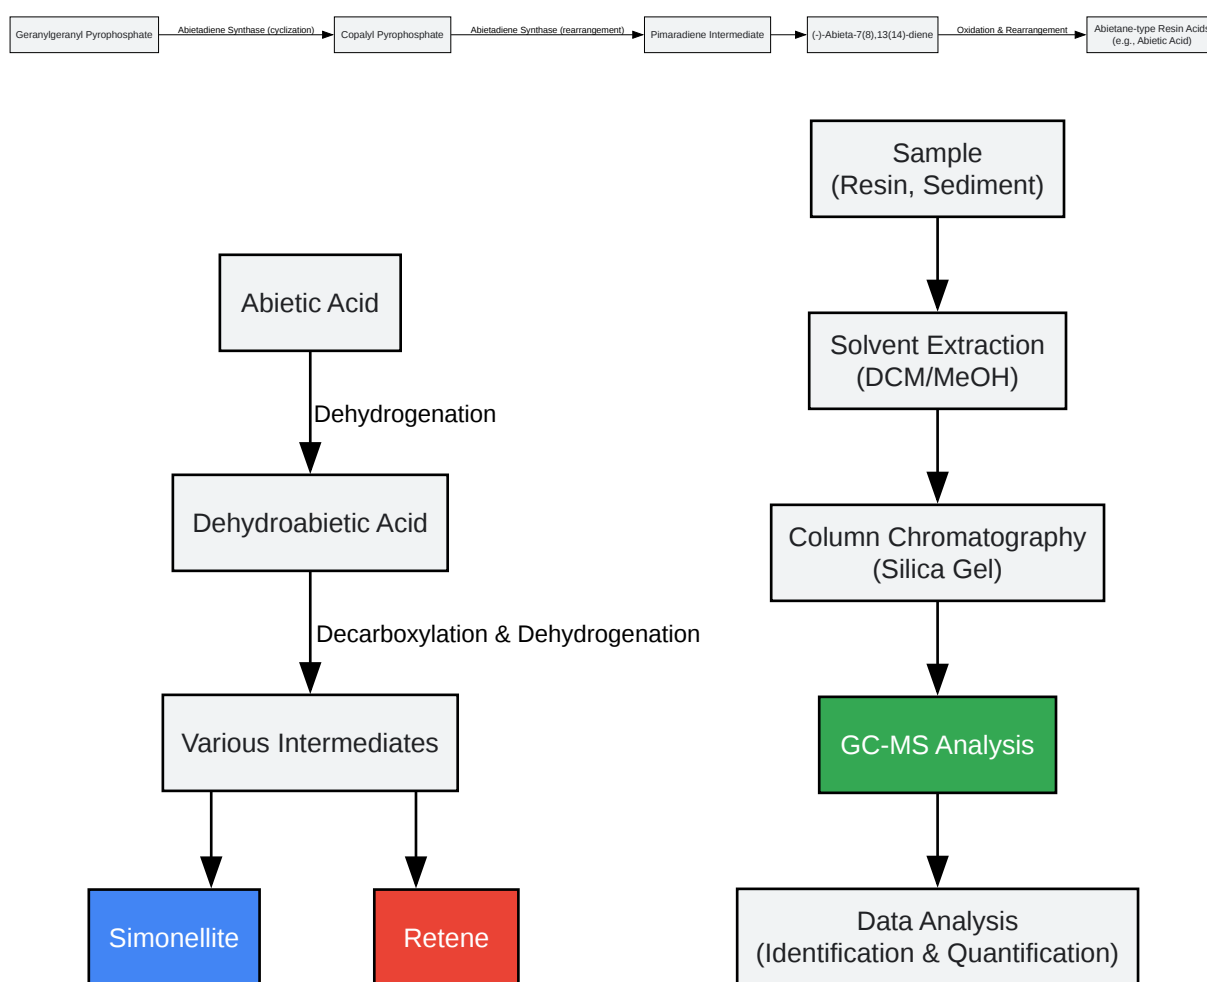 Geranylgeranyl Pyrophosphate
Abietadiene Synthase (cyclization)
Copalyl Pyrophosphate
Abietadiene Synthase (rearrangement)
Pimaradiene Intermediate
(-)-Abieta-7(8),13(14)-diene
Oxidation & Rearrangement
Abietane-type Resin Acids
(e.g., Abietic Acid)
Abietic Acid
Dehydrogenation
Dehydroabietic Acid
Decarboxylation & Dehydrogenation
Various Intermediates
Simonellite
Retene
Sample
(Resin, Sediment)
Solvent Extraction
(DCM/MeOH)
Column Chromatography
(Silica Gel)
GC-MS Analysis
Data Analysis
(Identification & Quantification)